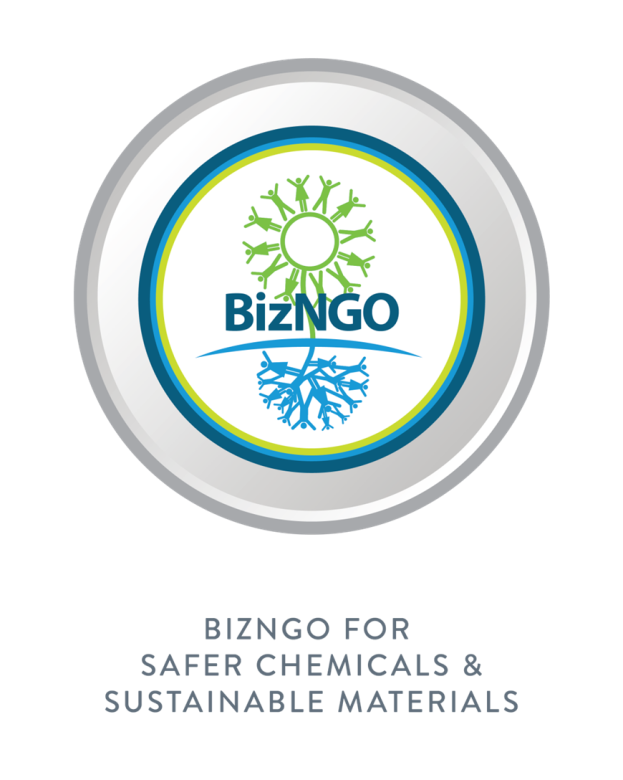 BizNGO
BIZNGO FOR
SAFER CHEMICALS &
SUSTAINABLE MATERIALS